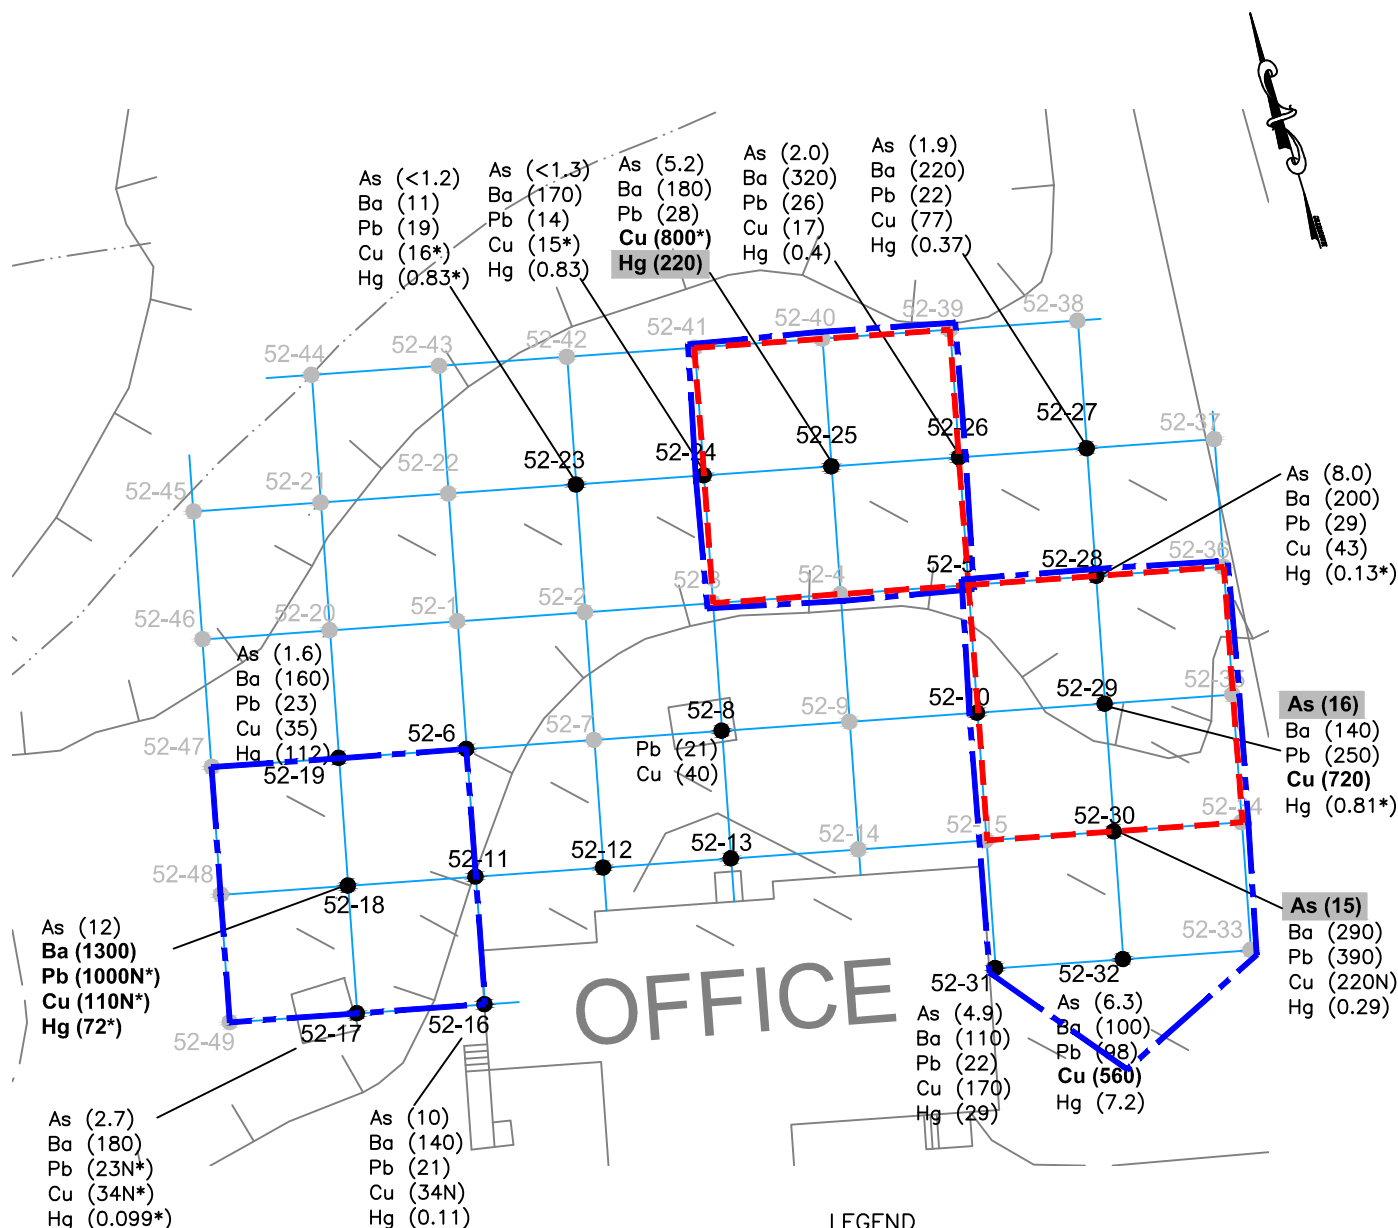 As (<1.2)
Ba (11)
Pb (19)
Cu (16*)
Hg (0.83*)
As (<1.3)
Ba (170)
Pb (14)
Cu (15*)
Hg (0.83)
As (5.2)
Ba (180)
Pb (28)
Cu (800*)
Hg (220)
As (2.0)
Ba (320)
Pb (26)
Cu (17)
Hg (0.4)
As (1.9)
Ba (220)
Pb (22)
Cu (77)
Hg (0.37)
52-44
52-43
52-42
52-41
52-40
52-39
52-38
52-45
52-21
52-22
52-23
52-24
52-25
52-26
52-27
52-37
As (8.0)
Ba (200)
Pb (29)
Cu (43)
Hg (0.13*)
52-46
52-20
52-1
52-2
52-4
52-28
52-36
As (1.6)
Ba (160)
Pb (23)
Cu (35)
Hg (112)
52-47
52-19
52-6
52-7
52-8
Pb (21)
Cu (40)
52-9
52-29
As (16)
Ba (140)
Pb (250)
Cu (720)
Hg (0.81*)
52-48
52-18
52-11
52-12
52-13
52-14
52-30
As (12)
Ba (1300)
Pb (1000N*)
Cu (110N*)
Hg (72*)
As (15)
Ba (290)
Pb (390)
Cu (220N)
Hg (0.29)
52-49
52-17
52-16
OFFICE
52-31
52-32
52-33
As (4.9)
Ba (110)
Pb (22)
Cu (170)
Hg (29)
As (6.3)
Ba (100)
Pb (98)
Cu (560)
Hg (7.2)
As (2.7)
Ba (180)
Pb (23N*)
Cu (34N*)
Hg (0.099*)
As (10)
Ba (140)
Pb (21)
Cu (34N)
Hg (0.11)
LEGEND